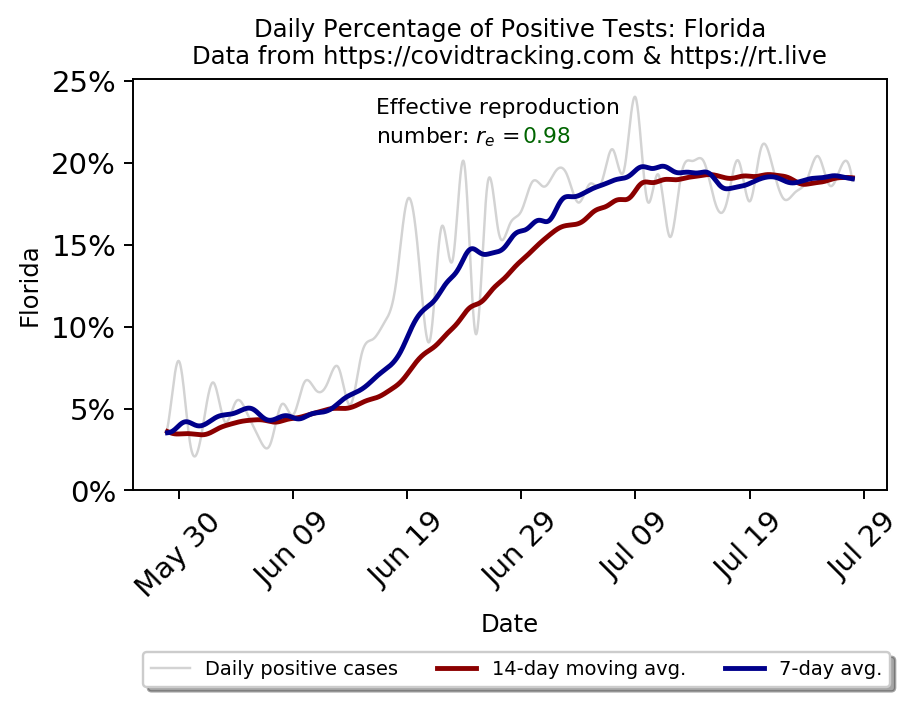 Daily Percentage of Positive Tests: Florida
Data from https://covidtracking.com & https://rt.live
25%
Effective reproduction
number: rₑ =0.98
20%
15%
10%
5%
0%
Florida
May 30
Jun 09
Jun 19
Jun 29
Jul 09
Jul 19
Jul 29
Date
Daily positive cases
14-day moving avg.
7-day avg.